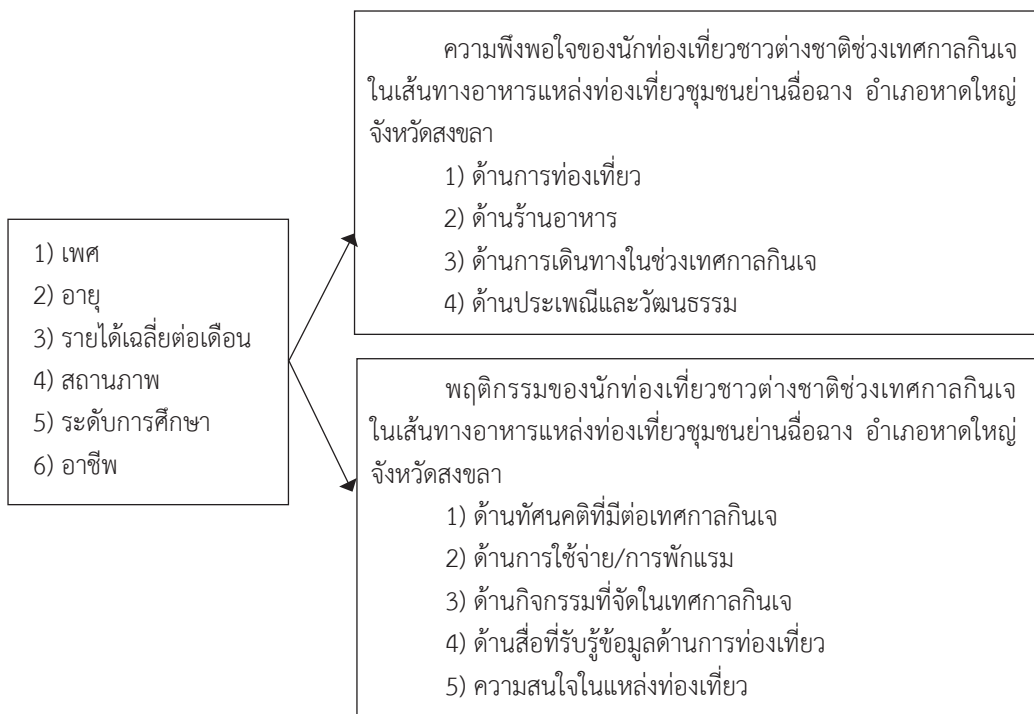 1) เพศ
2) อายุ
3) รายได้เฉลี่ยต่อเดือน
4) สถานภาพ
5) ระดับการศึกษา
6) อาชีพ
ความพึงพอใจของนักท่องเที่ยวชาวต่างชาติช่วงเทศกาลกินเจ
ในเส้นทางอาหารแหล่งท่องเที่ยวชุมชนย่านฉื่อฉาง อำเภอหาดใหญ่
จังหวัดสงขลา
1) ด้านการท่องเที่ยว
2) ด้านร้านอาหาร
3) ด้านการเดินทางในช่วงเทศกาลกินเจ
4) ด้านประเพณีและวัฒนธรรม
พฤติกรรมของนักท่องเที่ยวชาวต่างชาติช่วงเทศกาลกินเจ
ในเส้นทางอาหารแหล่งท่องเที่ยวชุมชนย่านฉื่อฉาง อำเภอหาดใหญ่
จังหวัดสงขลา
1) ด้านทัศนคติที่มีต่อเทศกาลกินเจ
2) ด้านการใช้จ่าย/การพักแรม
3) ด้านกิจกรรมที่จัดในเทศกาลกินเจ
4) ด้านสื่อที่รับรู้ข้อมูลด้านการท่องเที่ยว
5) ความสนใจในแหล่งท่องเที่ยว